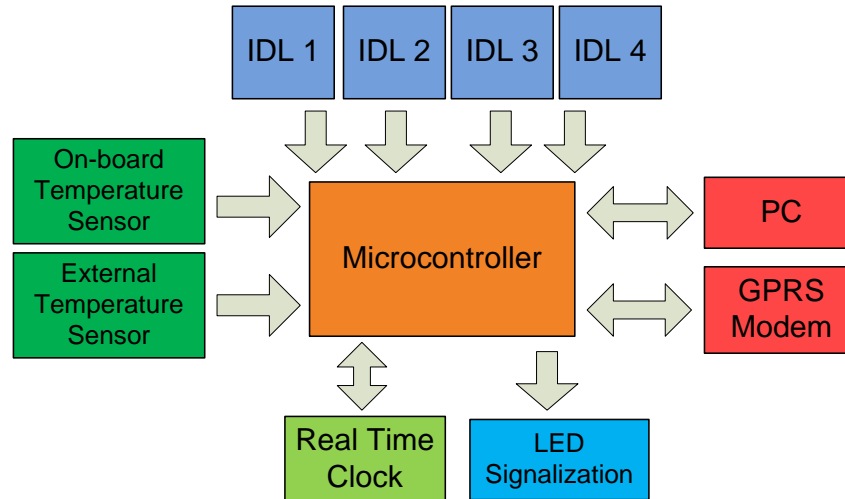 IDL 1
IDL 2
IDL 3
IDL 4
On-board
Temperature
Sensor
External
Temperature
Sensor
Microcontroller
PC
GPRS
Modem
Real Time
Clock
LED
Signalization